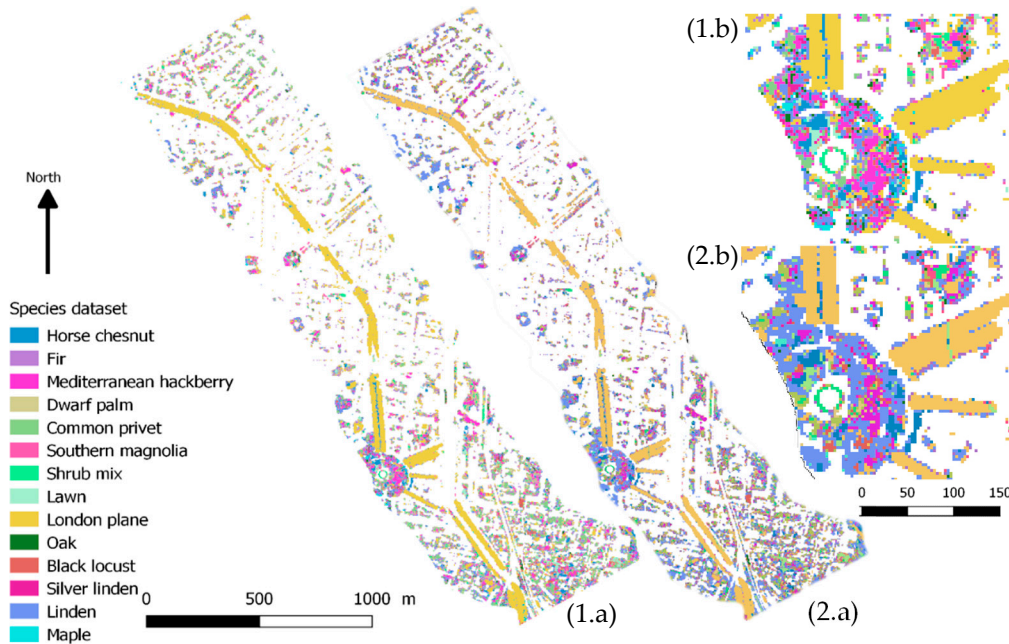 (1.b)
North
(2.b)
Species dataset
Horse chesnut
Fir
Mediterranean hackberry
Dwarf palm
Common privet
Southern magnolia
Shrub mix
Lawn
London plane
Oak
Black locust
Silver linden
Linden
Maple
0 50 100 150
0 500 1000 m
(1.a)
(2.a)